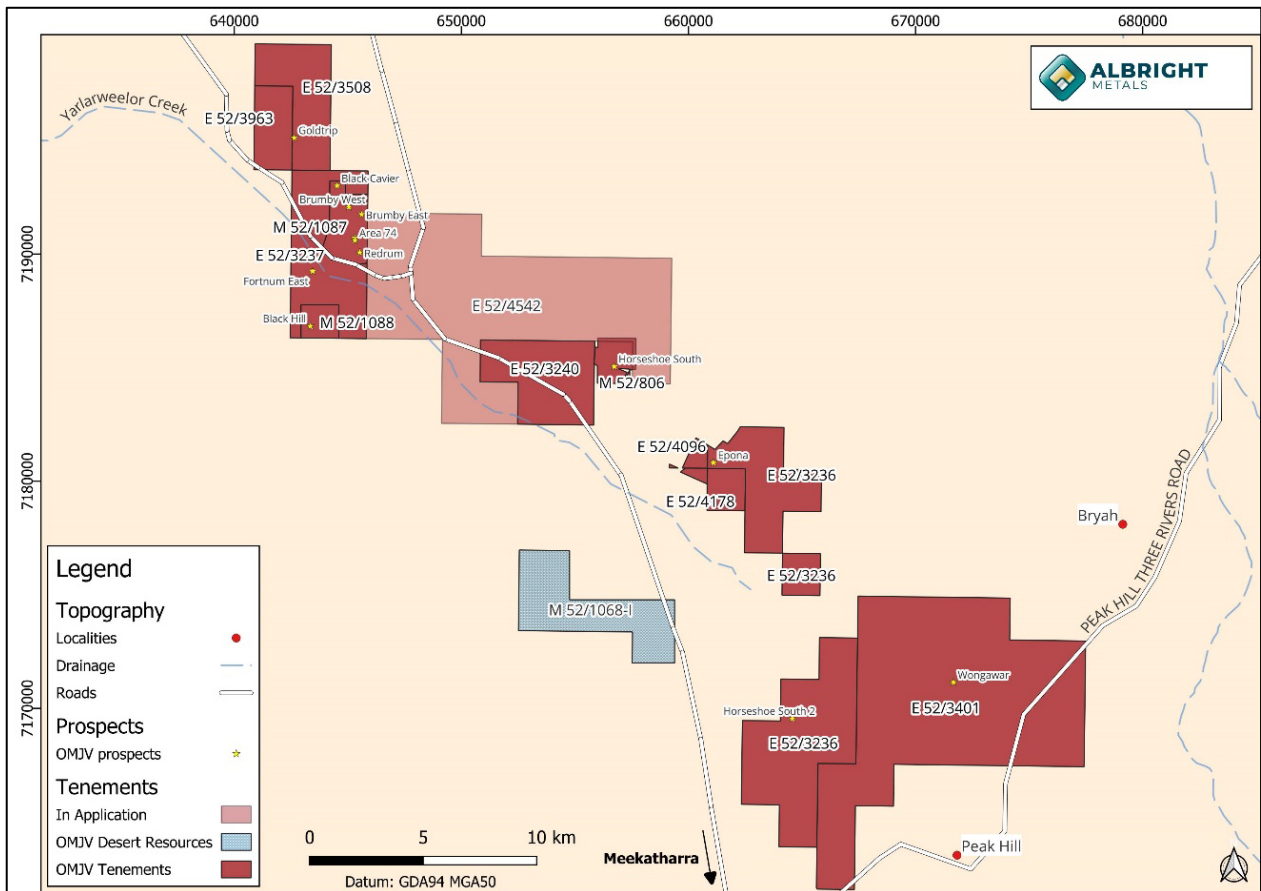 640000
650000
660000
670000
680000
ALBRIGHT
METALS
E 52/3508
Yarlarweelor Creek
E 52/3963
Goldtrip
Black Cavier
Brumby West
Brumby East
M 52/1087
Area 74
E 52/3237
Redrum
Fortnum East
7190000
E 52/4542
Black Hill
M 52/1088
E 52/3240
Horseshoe South
M 52/806
E 52/4096
Epona
E 52/3236
7180000
E 52/4178
Bryah
PEAK HILL THREE RIVERS ROAD
E 52/3236
M 52/1068-I
Wongawar
7170000
Horseshoe South 2
E 52/3401
E 52/3236
Peak Hill
Legend
Topography
Localities
Drainage
Roads
Prospects
OMJV prospects
Tenements
In Application
OMJV Desert Resources
OMJV Tenements
0
5
10 km
Datum: GDA94 MGA50
Meekatharra